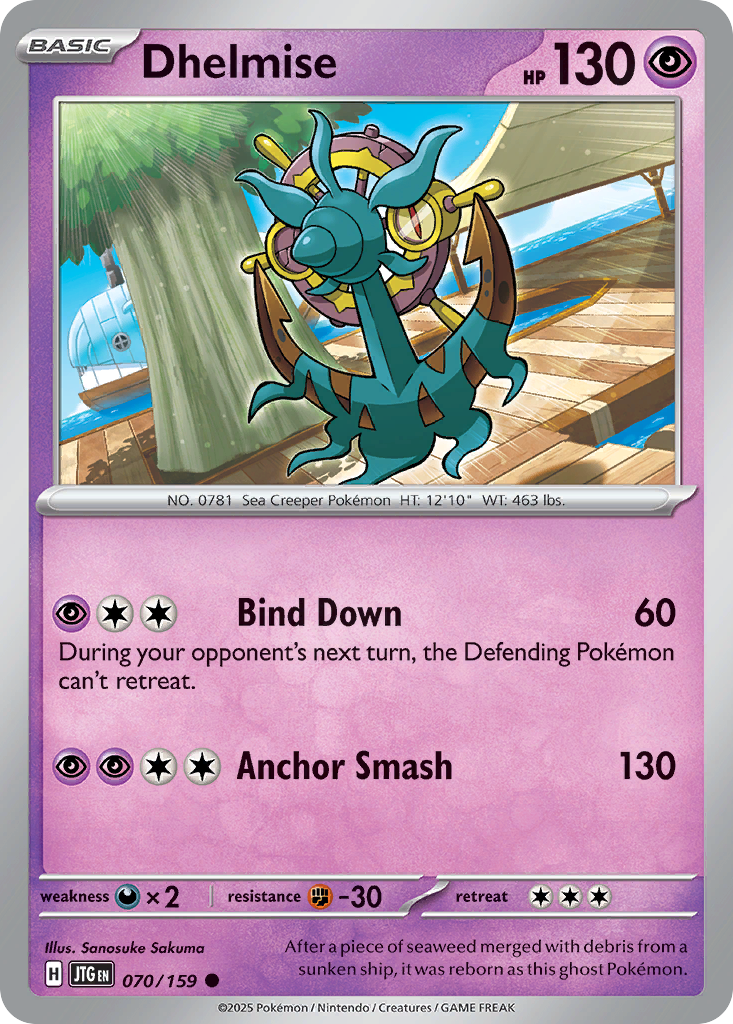 BASIC
Dhelmise
HP 130
NO. 0781 Sea Creeper Pokémon HT: 12'10" WT: 463 lbs.
Bind Down 60
During your opponent's next turn, the Defending Pokémon
can't retreat.
Anchor Smash 130
weakness ×2 resistance -30 retreat
Illus. Sanosuke Sakuma
H JTG EN 070/159
After a piece of seaweed merged with debris from a
sunken ship, it was reborn as this ghost Pokémon.
©2025 Pokémon / Nintendo / Creatures / GAME FREAK